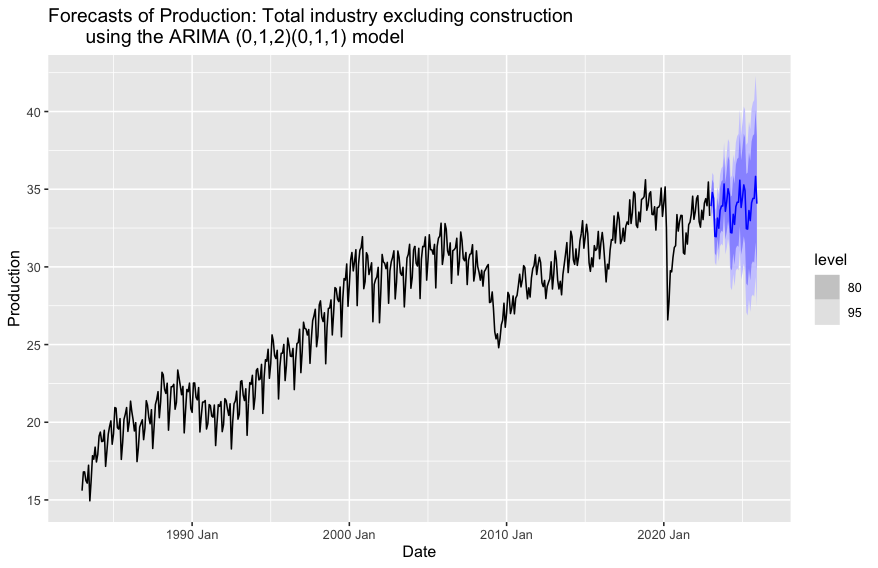 Forecasts of Production: Total industry excluding construction
using the ARIMA (0,1,2)(0,1,1) model
40
35
30
25
20
15
Production
1990 Jan
2000 Jan
2010 Jan
2020 Jan
Date
level
80
95